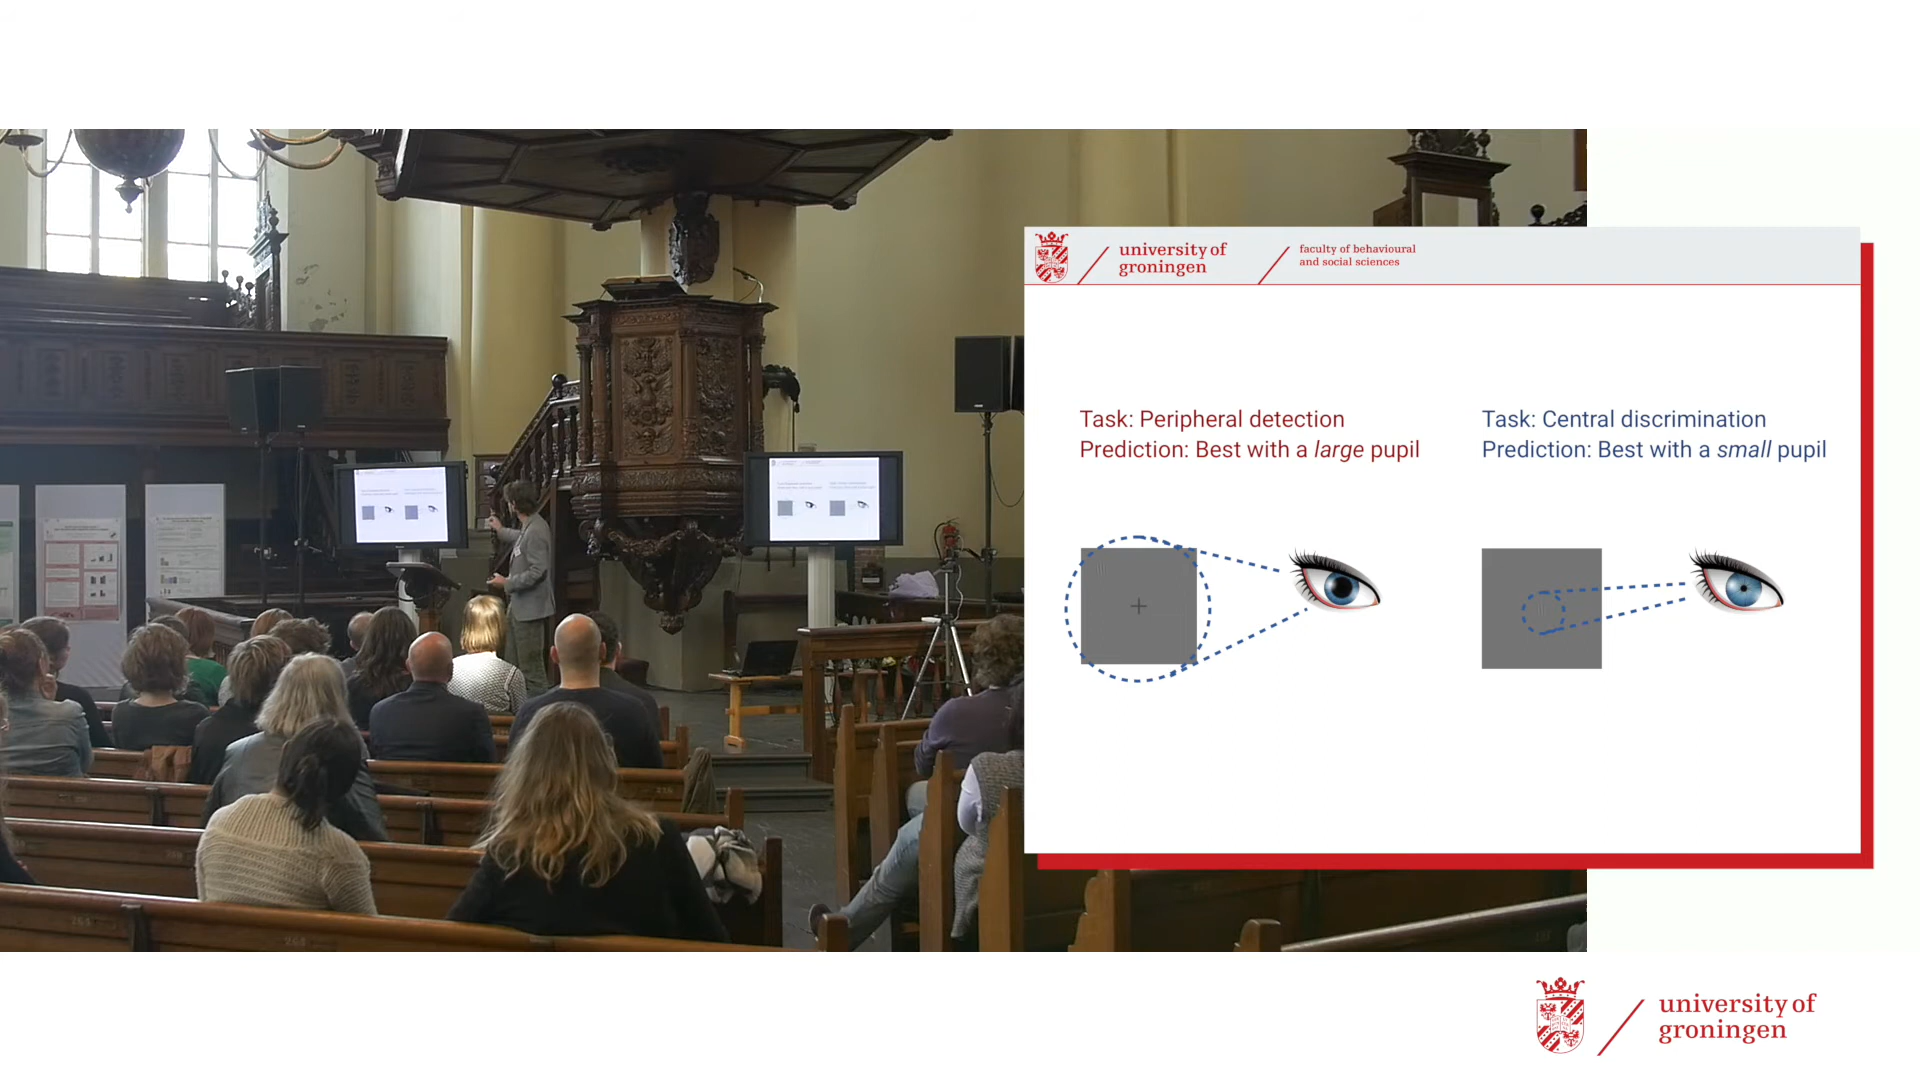 university of
groningen
faculty of behavioural
and social sciences
Task: Peripheral detection
Prediction: Best with a large pupil
Task: Central discrimination
Prediction: Best with a small pupil
university of
groningen